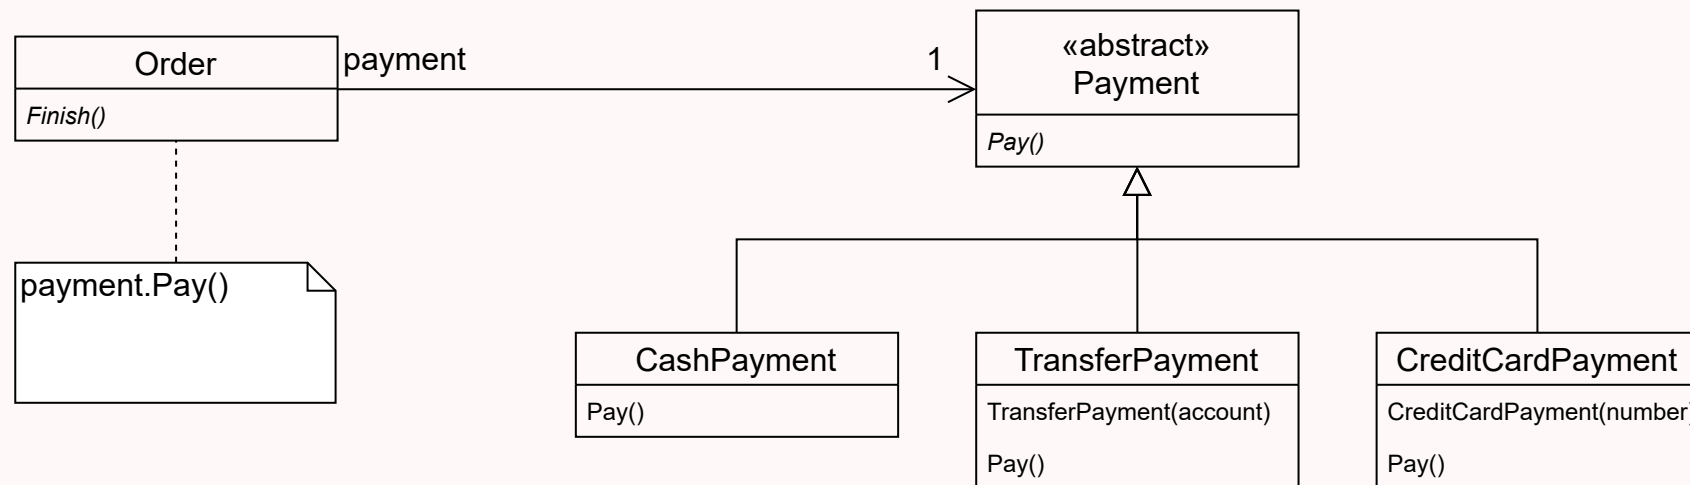 Order
Finish()
payment
1
«abstract»
Payment
Pay()
payment.Pay()
CashPayment
Pay()
TransferPayment
TransferPayment(account)
Pay()
CreditCardPayment
CreditCardPayment(number)
Pay()